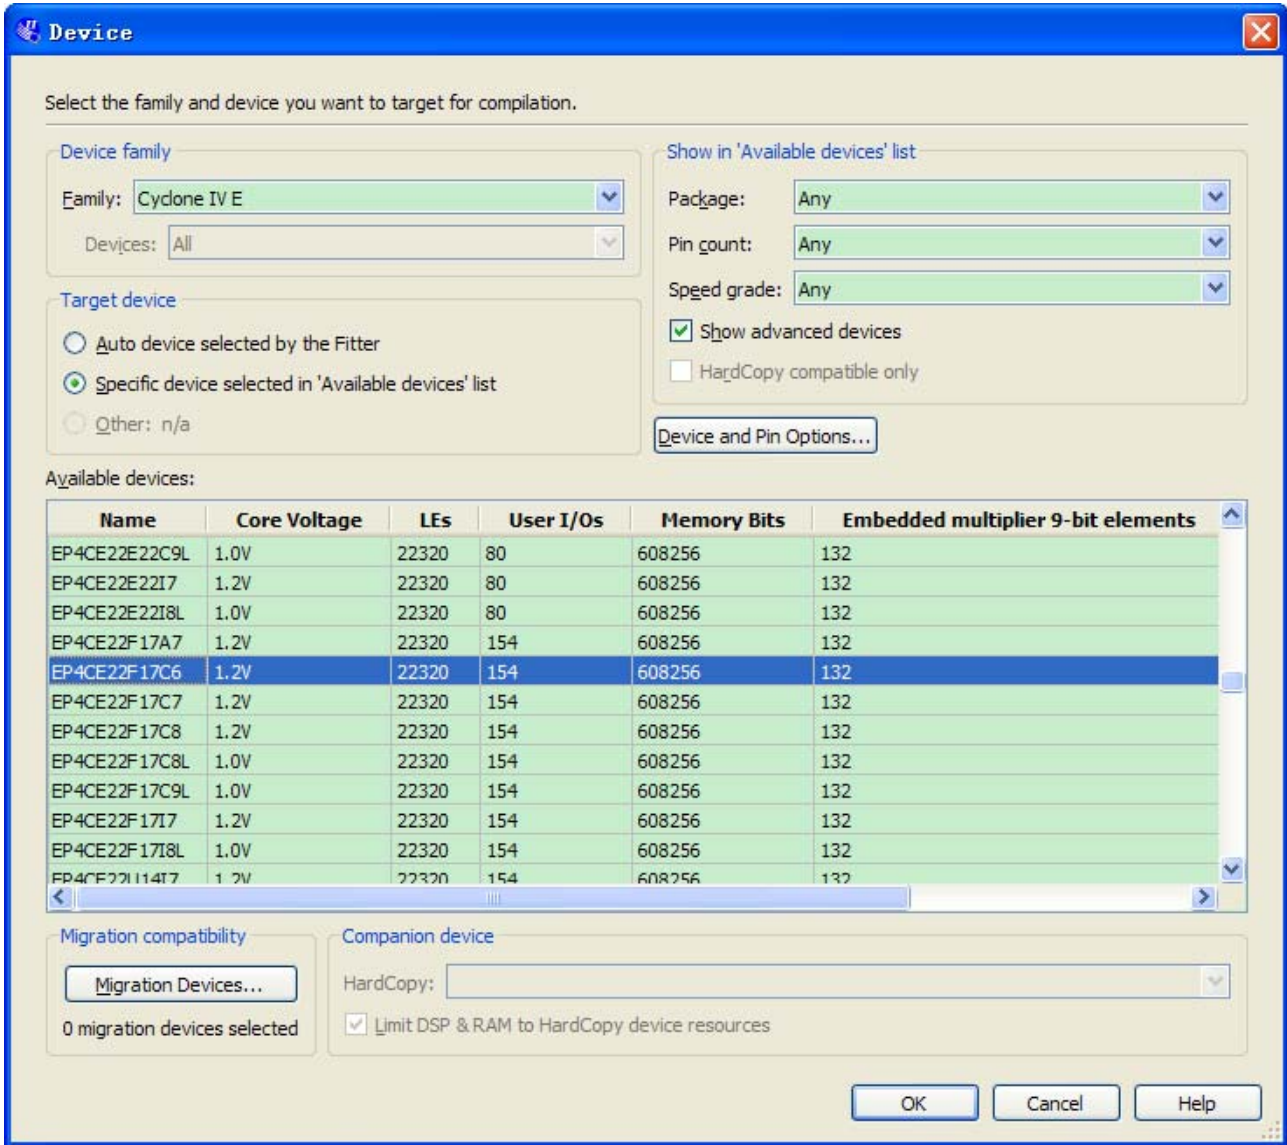 Device
Select the family and device you want to target for compilation.
Device family
Family: Cyclone IV E
Devices: All
Target device
Auto device selected by the Fitter
Specific device selected in 'Available devices' list
Other: n/a
Show in 'Available devices' list
Package: Any
Pin count: Any
Speed grade: Any
Show advanced devices
HardCopy compatible only
Device and Pin Options...
Available devices:
Name Core Voltage LEs User I/Os Memory Bits Embedded multiplier 9-bit elements
EP4CE22E22C9L 1.0V 22320 80 608256 132
EP4CE22E22I7 1.2V 22320 80 608256 132
EP4CE22E22I8L 1.0V 22320 80 608256 132
EP4CE22F17A7 1.2V 22320 154 608256 132
EP4CE22F17C6 1.2V 22320 154 608256 132
EP4CE22F17C7 1.2V 22320 154 608256 132
EP4CE22F17C8 1.2V 22320 154 608256 132
EP4CE22F17C8L 1.0V 22320 154 608256 132
EP4CE22F17C9L 1.0V 22320 154 608256 132
EP4CE22F17I7 1.2V 22320 154 608256 132
EP4CE22F17I8L 1.0V 22320 154 608256 132
EP4CE22U14I7 1.2V 22320 154 608256 132
Migration compatibility
Migration Devices...
0 migration devices selected
Companion device
HardCopy:
Limit DSP & RAM to HardCopy device resources
OK Cancel Help